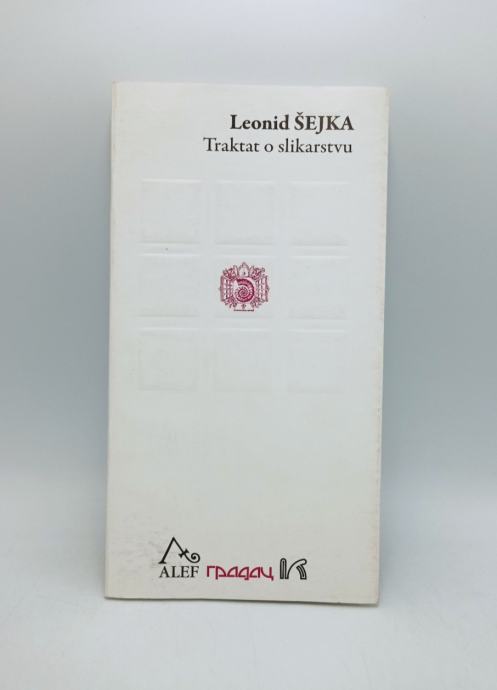 Leonid ŠEJKA
Traktat o slikarstvu
ALEF градац K